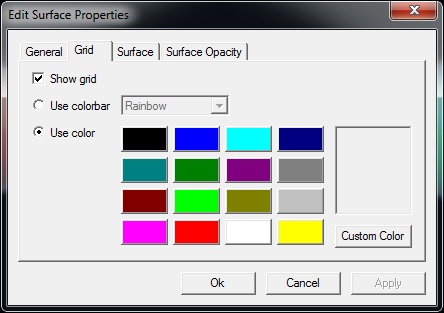 Edit Surface Properties
General Grid Surface Surface Opacity
Show grid
Use colorbar Rainbow
Use color
Custom Color
Ok Cancel Apply